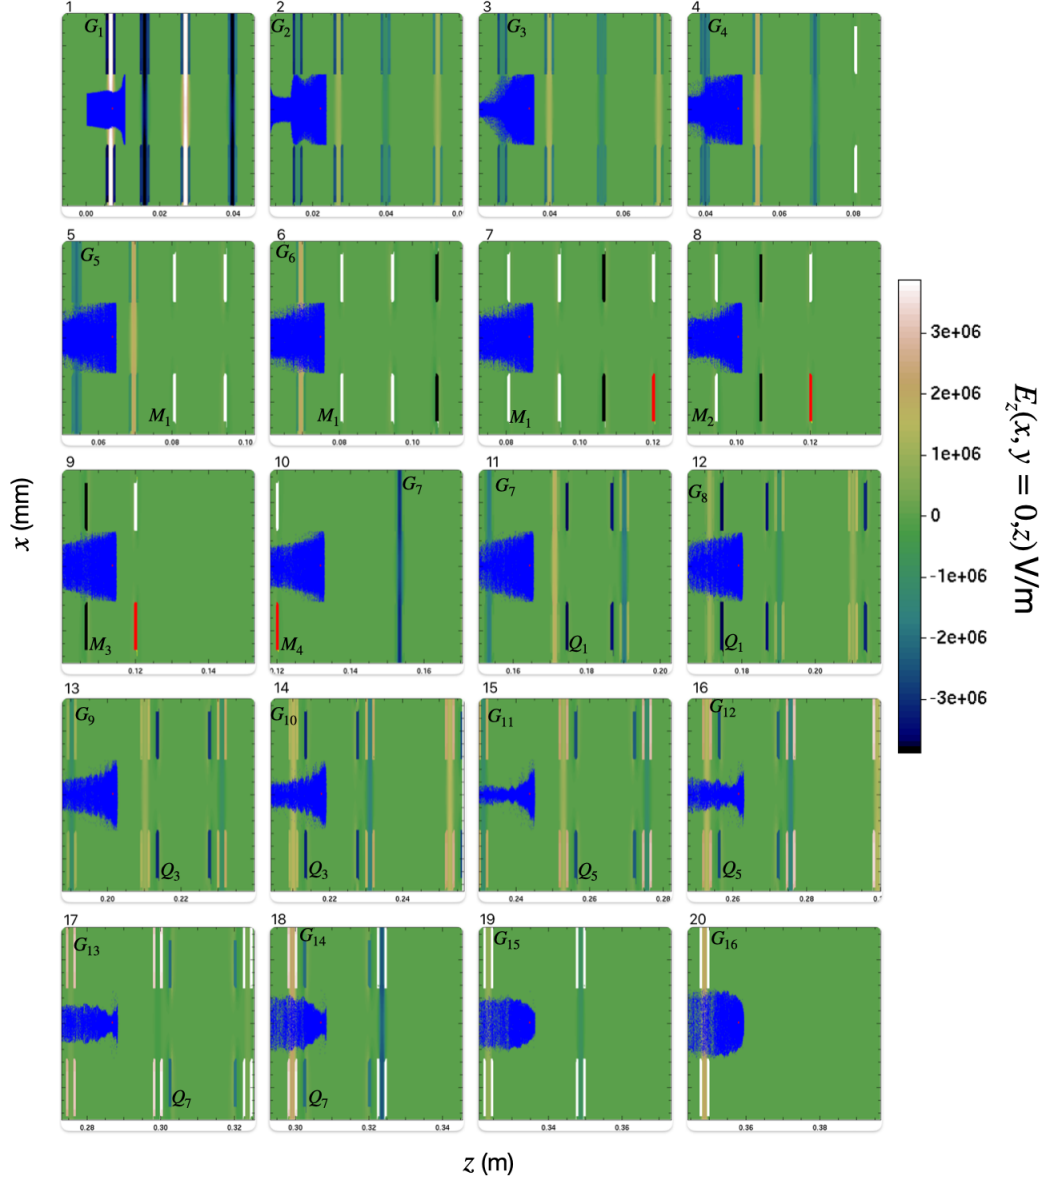 1 2 3 4
G1 G2 G3 G4
0.00 0.02 0.04 0.02 0.04 0.0 0.04 0.06 0.04 0.06 0.08
5 6 7 8
G5 G6
M1 M1 M1 M2
0.06 0.08 0.10 0.08 0.10 0.08 0.10 0.12 0.10 0.12
9 10 11 12
G7 G7 G8
M3 M4 Q1 Q1
0.12 0.14 0.12 0.14 0.16 0.16 0.18 0.20 0.18 0.20
13 14 15 16
G9 G10 G11 G12
Q3 Q3 Q5 Q5
0.20 0.22 0.22 0.24 0.24 0.26 0.28 0.26 0.28
17 18 19 20
G13 G14 G15 G16
Q7 Q7
0.28 0.30 0.32 0.30 0.32 0.34 0.34 0.36 0.36 0.38
x (mm)
z (m)
3e+06
2e+06
1e+06
0
-1e+06
-2e+06
-3e+06
Ez(x, y = 0,z) V/m